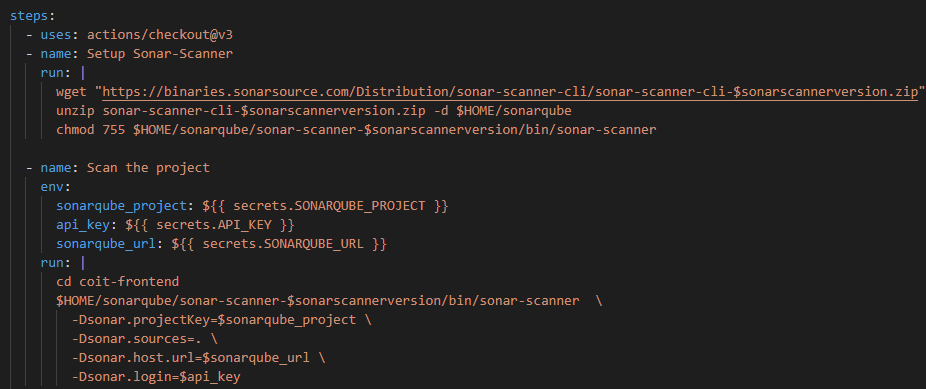 steps:
- uses: actions/checkout@v3
- name: Setup Sonar-Scanner
run: |
wget "https://binaries.sonarsource.com/Distribution/sonar-scanner-cli/sonar-scanner-cli-$sonarscannerversion.zip"
unzip sonar-scanner-cli-$sonarscannerversion.zip -d $HOME/sonarqube
chmod 755 $HOME/sonarqube/sonar-scanner-$sonarscannerversion/bin/sonar-scanner
- name: Scan the project
env:
sonarqube_project: ${{ secrets.SONARQUBE_PROJECT }}
api_key: ${{ secrets.API_KEY }}
sonarqube_url: ${{ secrets.SONARQUBE_URL }}
run: |
cd coit-frontend
$HOME/sonarqube/sonar-scanner-$sonarscannerversion/bin/sonar-scanner  \
-Dsonar.projectKey=$sonarqube_project \
-Dsonar.sources=. \
-Dsonar.host.url=$sonarqube_url \
-Dsonar.login=$api_key